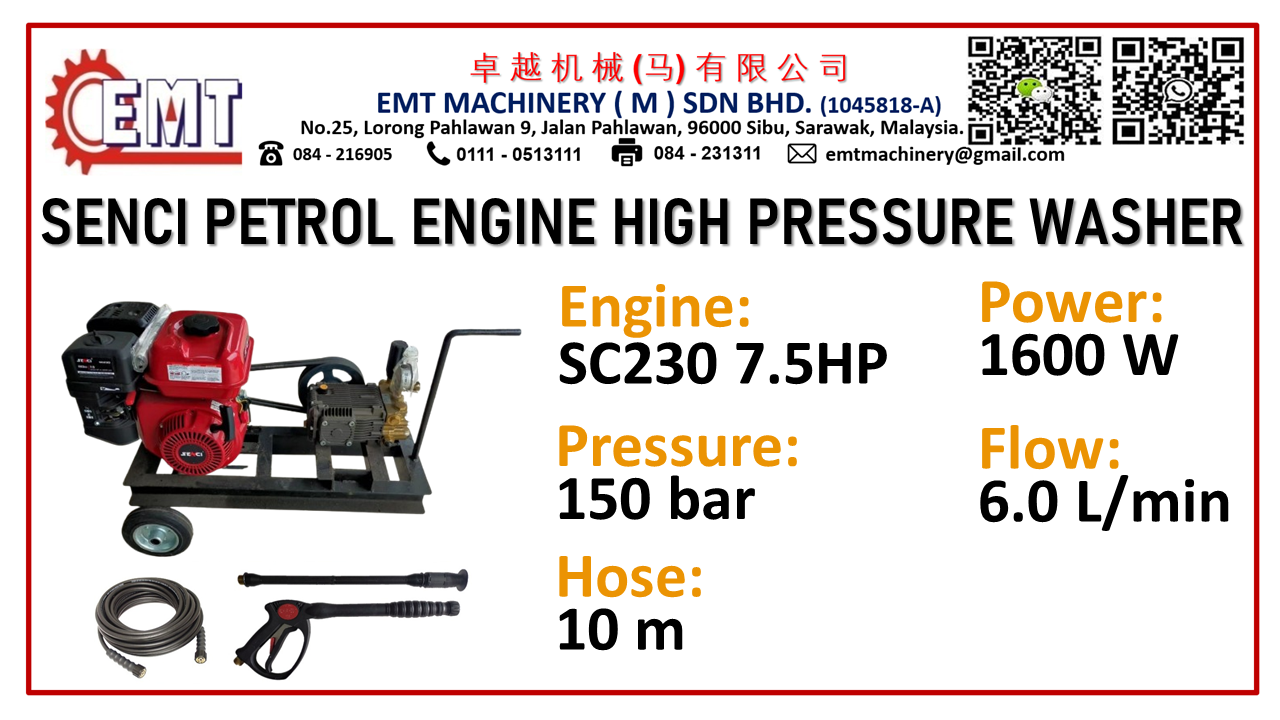 EMT
卓越机械(马)有限公司
EMT MACHINERY ( M ) SDN BHD. (1045818-A)
No.25, Lorong Pahlawan 9, Jalan Pahlawan, 96000 Sibu, Sarawak, Malaysia.
084 - 216905 0111 - 0513111 084 - 231311 emtmachinery@gmail.com
SENCI PETROL ENGINE HIGH PRESSURE WASHER
Engine:
SC230 7.5HP
Power:
1600 W
Pressure:
150 bar
Flow:
6.0 L/min
Hose:
10 m
SENCI
SENCI